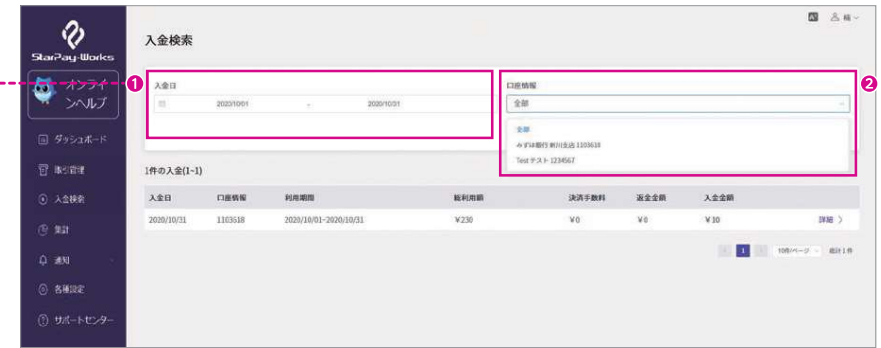 StarPay-Works
オンライ
ンヘルプ
ダッシュボード
取引管理
入金検索
集計
通知
各種設定
サポートセンター
楊
入金検索
1
入金日
2020/10/01 - 2020/10/31
2
口座情報
全部
全部
みずほ銀行 新川支店 1103618
Test テスト 1234567
1件の入金(1~1)
入金日 口座情報 利用期間 総利用額 決済手数料 返金金額 入金金額
2020/10/31 1103618 2020/10/01~2020/10/31 ¥230 ¥0 ¥0 ¥10 詳細
1 10件/ページ 総計1件